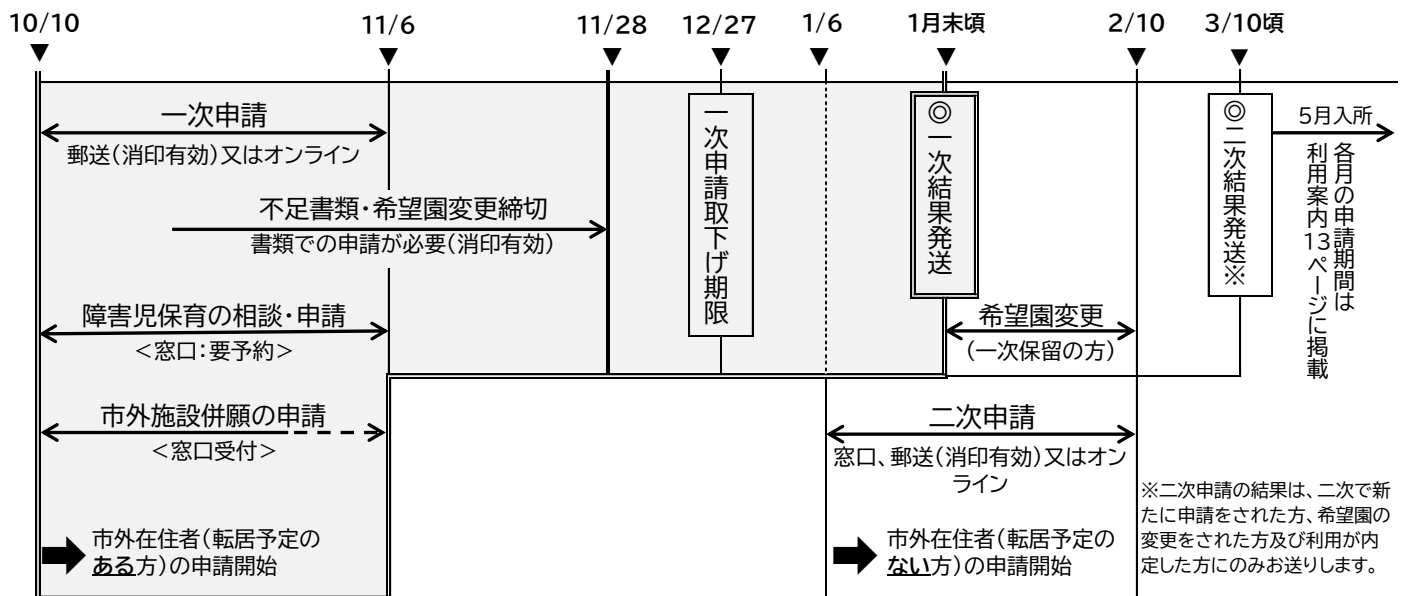 10/10
11/6
11/28
12/27
1/6
1月末頃
2/10
3/10頃
一次申請
郵送(消印有効)又はオンライン
不足書類・希望園変更締切
書類での申請が必要(消印有効)
障害児保育の相談・申請
<窓口:要予約>
市外施設併願の申請
<窓口受付>
市外在住者(転居予定の
ある方)の申請開始
一次申請取下げ期限
◎一次結果発送
希望園変更
(一次保留の方)
二次申請
窓口、郵送(消印有効)又はオン
ライン
市外在住者(転居予定の
ない方)の申請開始
◎二次結果発送※
5月入所
各月の申請期間は
利用案内13ページに掲載
※二次申請の結果は、二次で新
たに申請をされた方、希望園の
変更をされた方及び利用が内
定した方にのみお送りします。